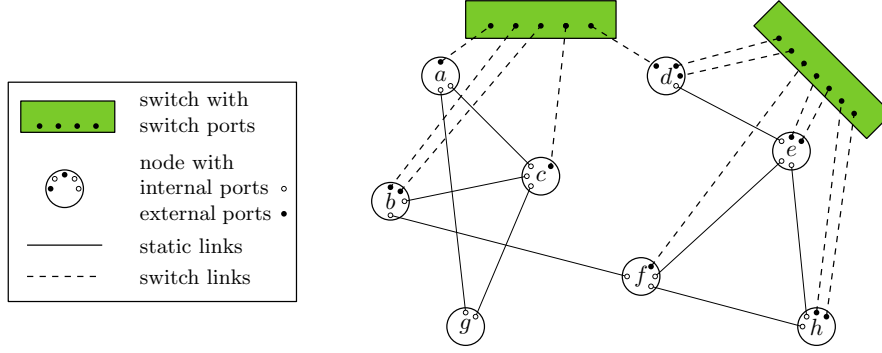 switch with
switch ports
node with
internal ports
external ports
static links
switch links
a
b
c
d
e
f
g
h